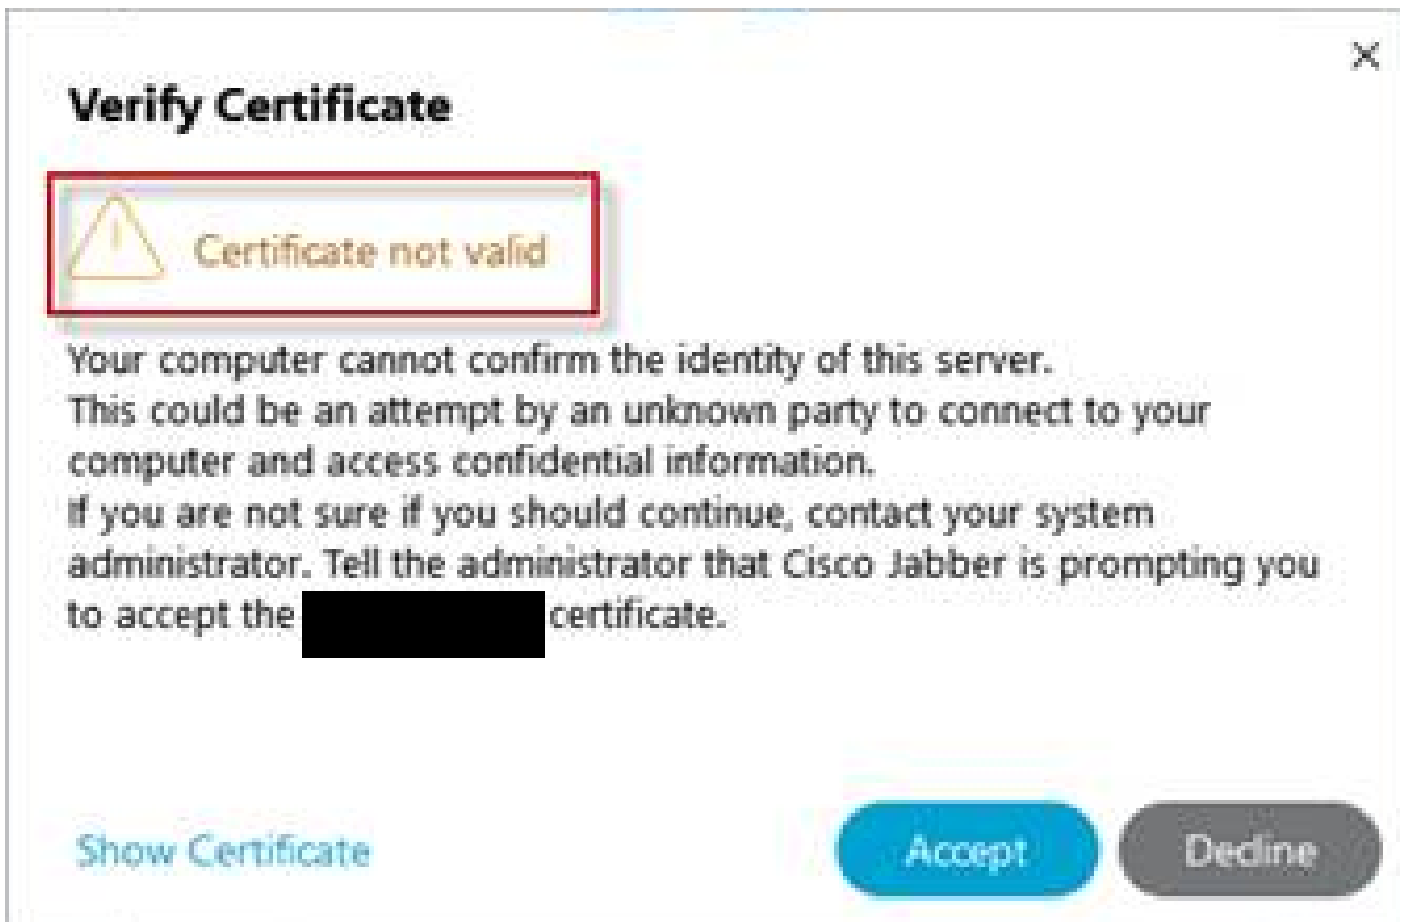 Verify Certificate
Certificate not valid
Your computer cannot confirm the identity of this server.
This could be an attempt by an unknown party to connect to your
computer and access confidential information.
If you are not sure if you should continue, contact your system
administrator. Tell the administrator that Cisco Jabber is prompting you
to accept the certificate.
Show Certificate
Accept
Decline